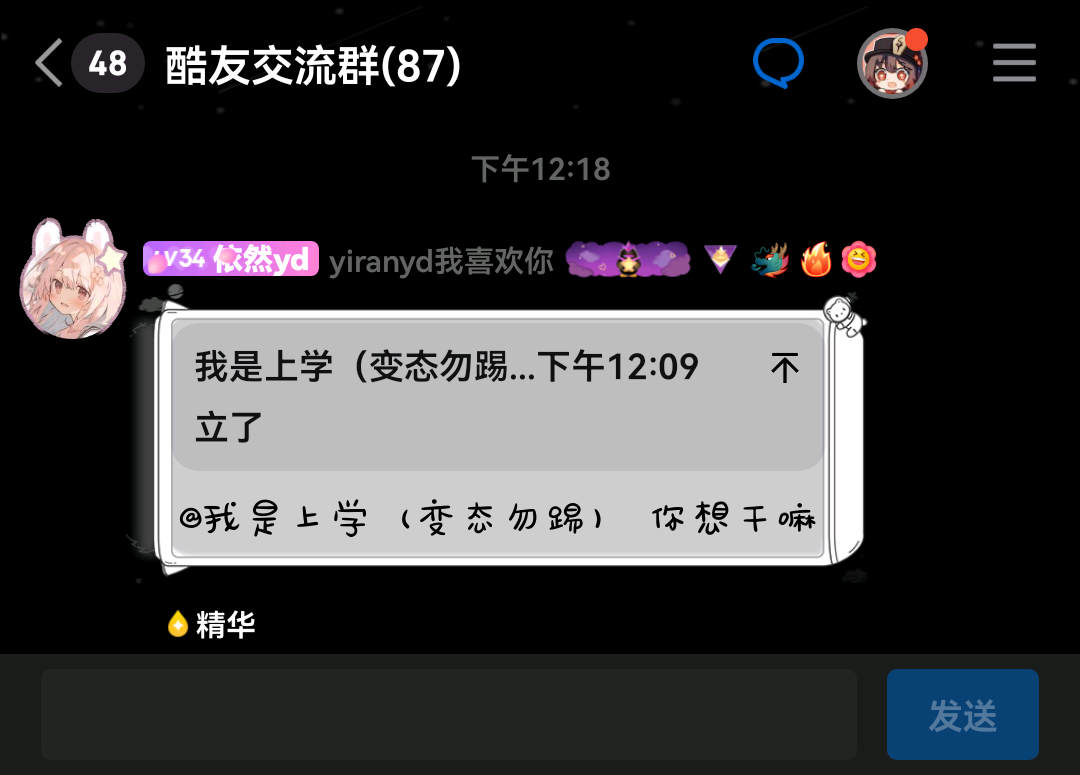 48 酷友交流群(87)
下午12:18
LV34 依然yd yiranyd我喜欢你
我是上学（变态勿踢...下午12:09
立了
@我是上学（变态勿踢） 你想干嘛
精华
发送